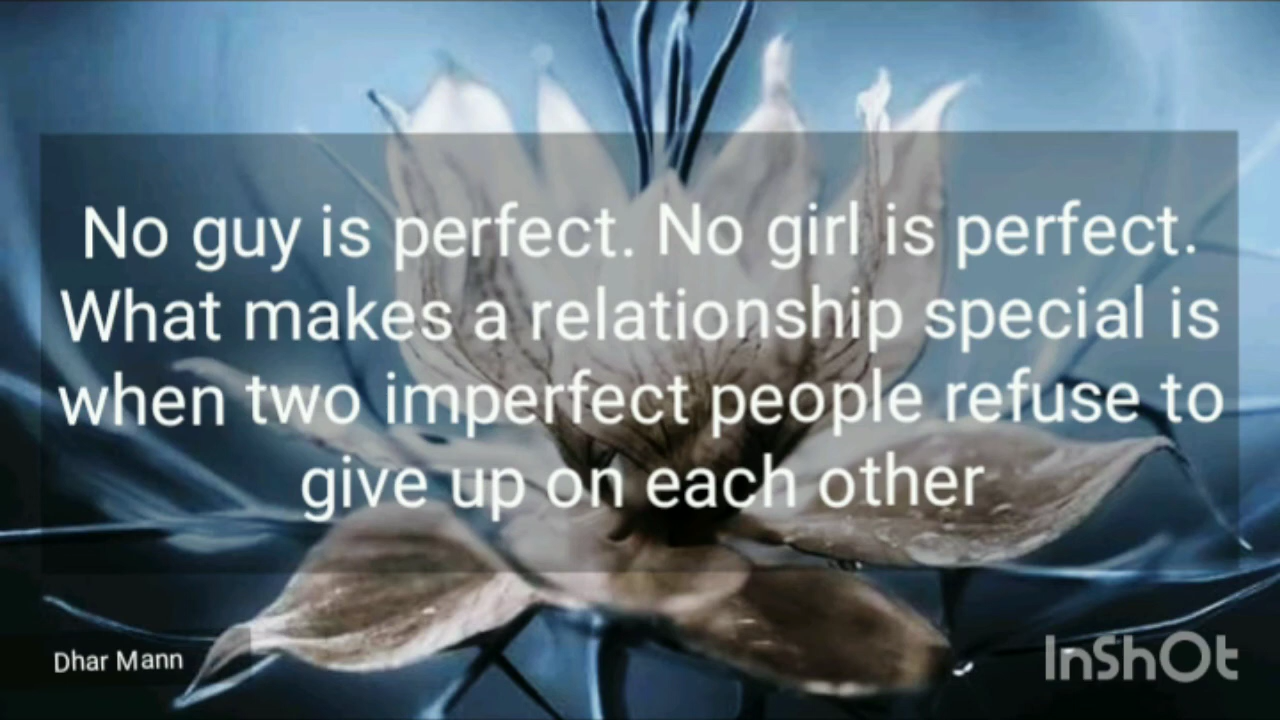 No guy is perfect. No girl is perfect.
What makes a relationship special is
when two imperfect people refuse to
give up on each other
Dhar Mann
InShOt